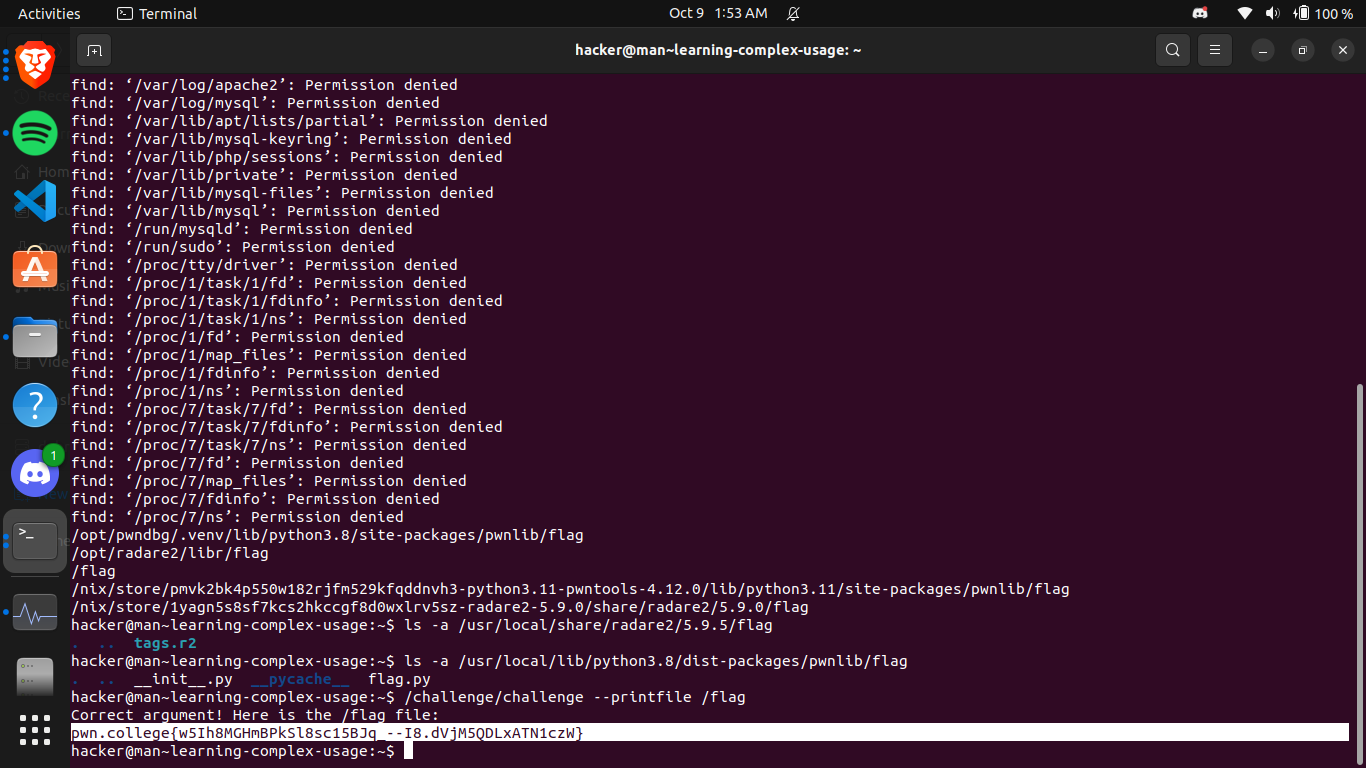 Activities Terminal Oct 9 1:53 AM 100 %
hacker@man~learning-complex-usage: ~
find: ‘/var/log/apache2’: Permission denied
find: ‘/var/log/mysql’: Permission denied
find: ‘/var/lib/apt/lists/partial’: Permission denied
find: ‘/var/lib/mysql-keyring’: Permission denied
find: ‘/var/lib/php/sessions’: Permission denied
find: ‘/var/lib/private’: Permission denied
find: ‘/var/lib/mysql-files’: Permission denied
find: ‘/var/lib/mysql’: Permission denied
find: ‘/run/mysqld’: Permission denied
find: ‘/run/sudo’: Permission denied
find: ‘/proc/tty/driver’: Permission denied
find: ‘/proc/1/task/1/fd’: Permission denied
find: ‘/proc/1/task/1/fdinfo’: Permission denied
find: ‘/proc/1/task/1/ns’: Permission denied
find: ‘/proc/1/fd’: Permission denied
find: ‘/proc/1/map_files’: Permission denied
find: ‘/proc/1/fdinfo’: Permission denied
find: ‘/proc/1/ns’: Permission denied
find: ‘/proc/7/task/7/fd’: Permission denied
find: ‘/proc/7/task/7/fdinfo’: Permission denied
find: ‘/proc/7/task/7/ns’: Permission denied
find: ‘/proc/7/fd’: Permission denied
find: ‘/proc/7/map_files’: Permission denied
find: ‘/proc/7/fdinfo’: Permission denied
find: ‘/proc/7/ns’: Permission denied
/opt/pwndbg/.venv/lib/python3.8/site-packages/pwnlib/flag
/opt/radare2/libr/flag
/flag
/nix/store/pmvk2bk4p550w182rjfm529kfqddnvh3-python3.11-pwntools-4.12.0/lib/python3.11/site-packages/pwnlib/flag
/nix/store/1yagn5s8sf7kcs2hkccgf8d0wxlrv5sz-radare2-5.9.0/share/radare2/5.9.0/flag
hacker@man~learning-complex-usage:~$ ls -a /usr/local/share/radare2/5.9.5/flag
. .. tags.r2
hacker@man~learning-complex-usage:~$ ls -a /usr/local/lib/python3.8/dist-packages/pwnlib/flag
. .. __init__.py __pycache__ flag.py
hacker@man~learning-complex-usage:~$ /challenge/challenge --printfile /flag
Correct argument! Here is the /flag file:
pwn.college{w5Ih8MGHmBPkSl8sc15BJq_--I8.dVjM5QDLxATN1czW}
hacker@man~learning-complex-usage:~$
1